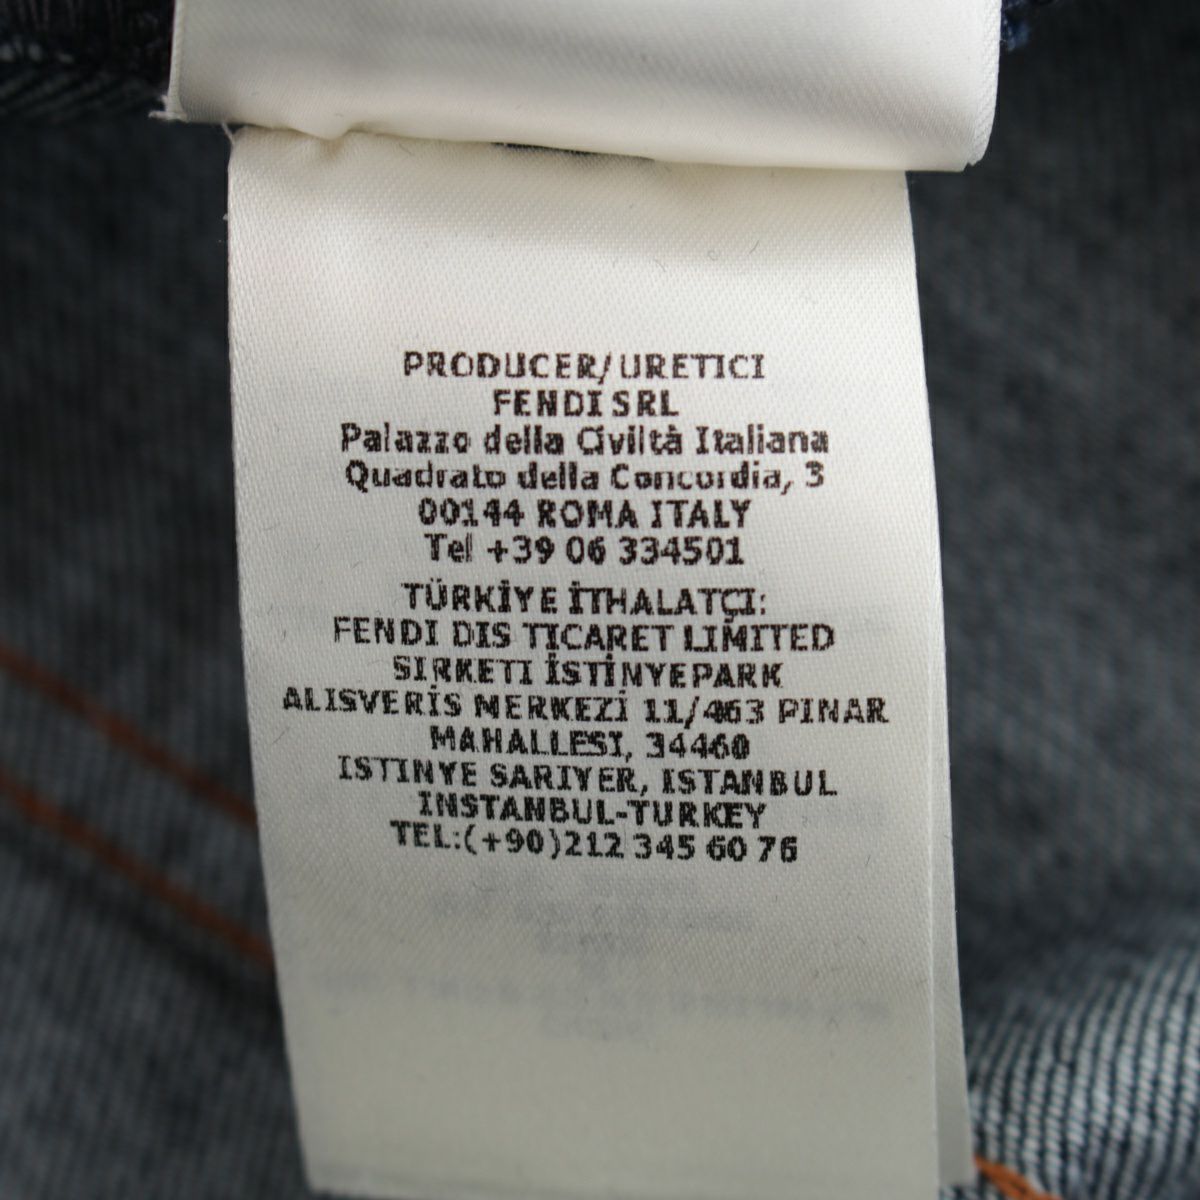 PRODUCER/URETICI
FENDI SRL
Palazzo della Civiltà Italiana
Quadrato della Concordia, 3
00144 ROMA ITALY
Tel +39 06 334501
TÜRKİYE İTHALATÇI:
FENDI DIS TICARET LIMITED
SIRKETI İSTİNYEPARK
ALISVERİS MERKEZİ 11/463 PINAR
MAHALLESI, 34460
ISTINYE SARIYER, ISTANBUL
INSTANBUL-TURKEY
TEL:(+90)212 345 60 76